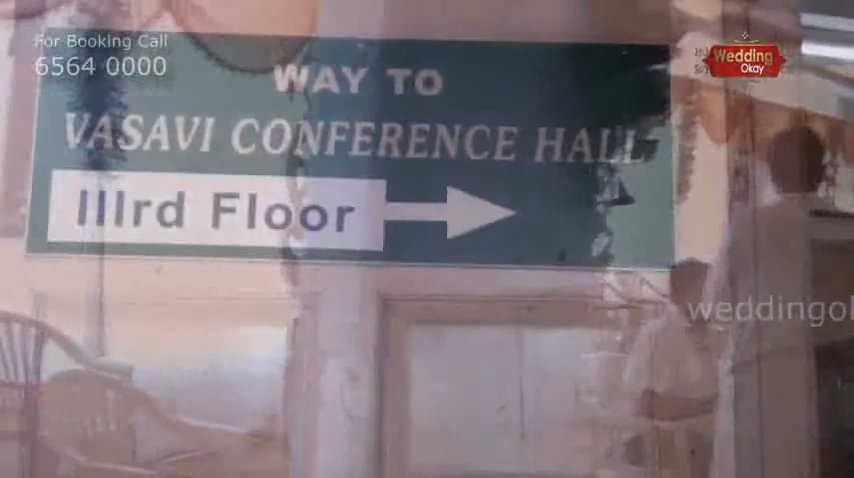 For Booking Call
6564 0000
Wedding
Okay
WAY TO
VASAVI CONFERENCE HALL
IIIrd Floor